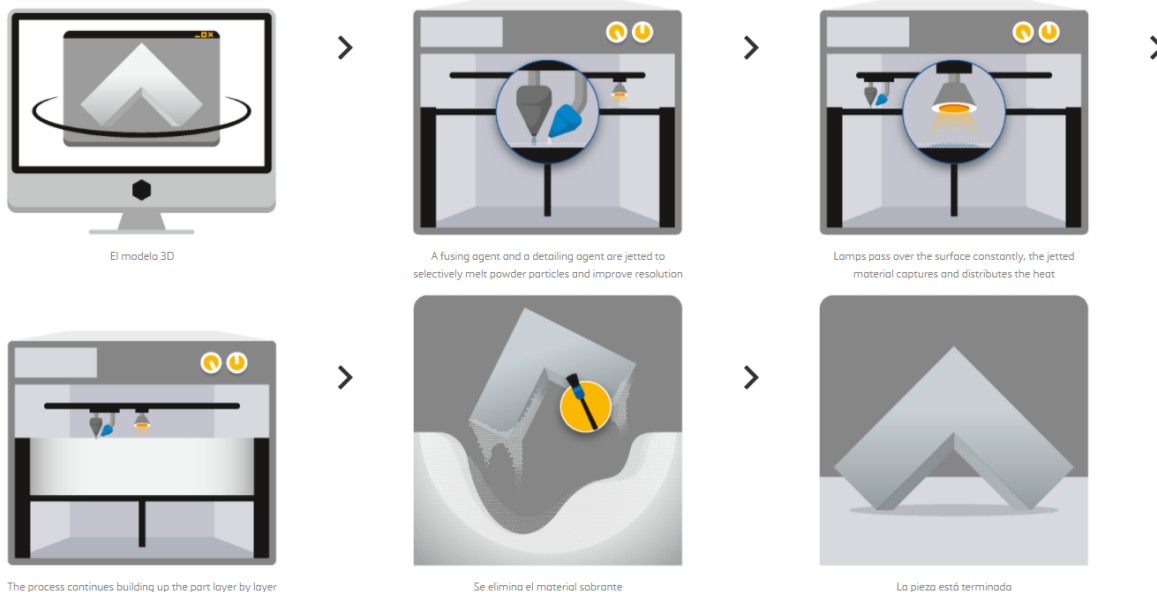 El modelo 3D
A fusing agent and a detailing agent are jetted to
selectively melt powder particles and improve resolution
Lamps pass over the surface constantly, the jetted
material captures and distributes the heat
The process continues building up the part layer by layer
Se elimina el material sobrante
La pieza está terminada